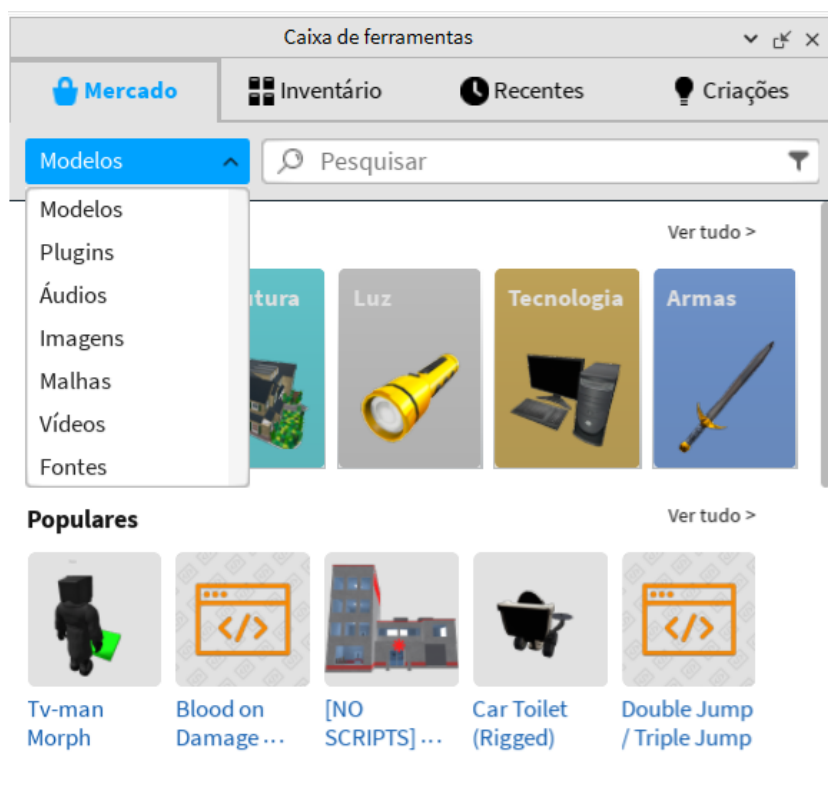 Caixa de ferramentas
Mercado
Inventário
Recentes
Criações
Modelos
Pesquisar
Modelos
Plugins
Áudios
Imagens
Malhas
Vídeos
Fontes
Ver tudo >
Luz
Tecnologia
Armas
Populares
Ver tudo >
Tv-man
Morph
Blood on
Damage ...
[NO
SCRIPTS] ...
Car Toilet
(Rigged)
Double Jump
/ Triple Jump